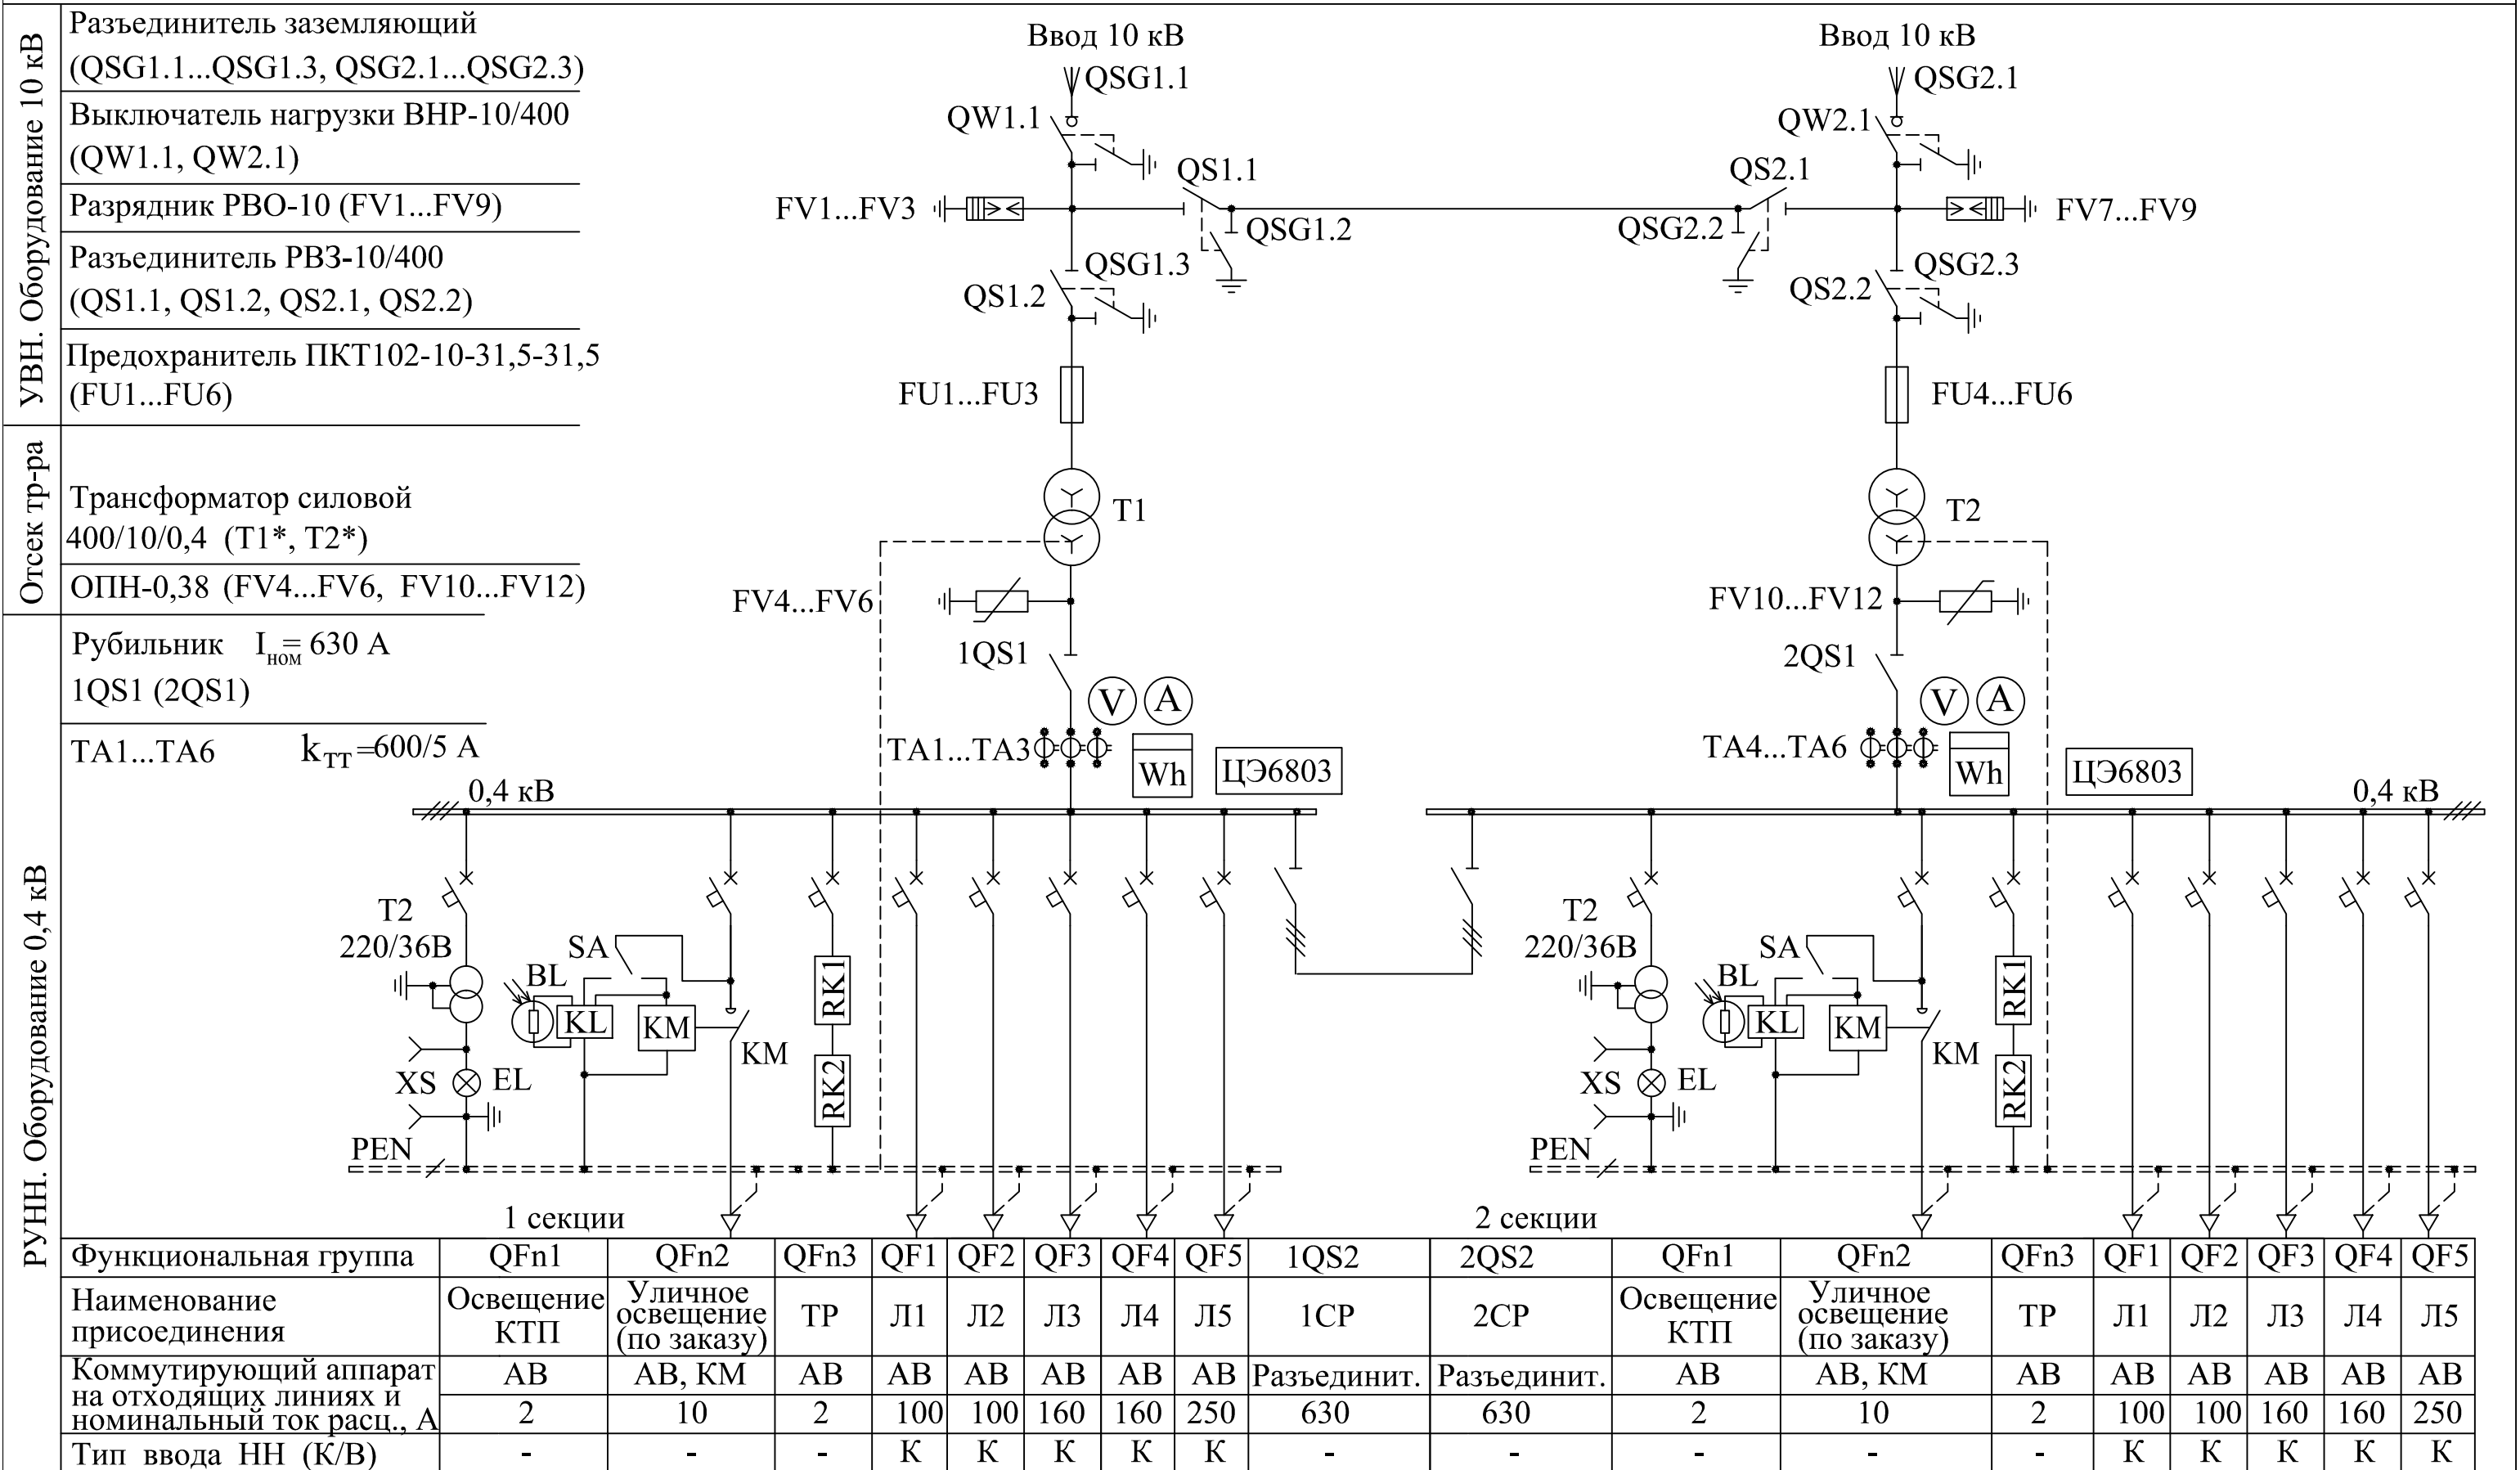 УВН. Оборудование 10 кВ
Разъединитель заземляющий
(QSG1.1...QSG1.3, QSG2.1...QSG2.3)
Выключатель нагрузки ВНР-10/400
(QW1.1, QW2.1)
Разрядник РВО-10 (FV1...FV9)
Разъединитель РВЗ-10/400
(QS1.1, QS1.2, QS2.1, QS2.2)
Предохранитель ПКТ102-10-31,5-31,5
(FU1...FU6)
Отсек тр-ра
Трансформатор силовой
400/10/0,4 (Т1*, Т2*)
ОПН-0,38 (FV4...FV6, FV10...FV12)
РУНН. Оборудование 0,4 кВ
Рубильник Iном= 630 А
1QS1 (2QS1)
ТА1...ТА6 kТТ=600/5 А
Ввод 10 кВ
QSG1.1
QW1.1
QS1.1
FV1...FV3
QSG1.2
QSG1.3
QS1.2
FU1...FU3
Т1
FV4...FV6
1QS1
V A
ТА1...ТА3
Wh
ЦЭ6803
0,4 кВ
Ввод 10 кВ
QSG2.1
QW2.1
QS2.1
FV7...FV9
QSG2.2
QSG2.3
QS2.2
FU4...FU6
Т2
FV10...FV12
2QS1
V A
ТА4...ТА6
Wh
ЦЭ6803
0,4 кВ
Т2
220/36В
SA
BL
KL
KM
KM
RK1
RK2
XS
EL
PEN
1 секции
Т2
220/36В
SA
BL
KL
KM
KM
RK1
RK2
XS
EL
PEN
2 секции
Функциональная группа QFn1 QFn2 QFn3 QF1 QF2 QF3 QF4 QF5 1QS2 2QS2 QFn1 QFn2 QFn3 QF1 QF2 QF3 QF4 QF5
Наименование
присоединения
Освещение
КТП
Уличное
освещение
(по заказу)
ТР Л1 Л2 Л3 Л4 Л5 1СР 2СР
Освещение
КТП
Уличное
освещение
(по заказу)
ТР Л1 Л2 Л3 Л4 Л5
Коммутирующий аппарат
на отходящих линиях и
номинальный ток расц., А
АВ АВ, КМ АВ АВ АВ АВ АВ АВ Разъединит. Разъединит. АВ АВ, КМ АВ АВ АВ АВ АВ АВ
2 10 2 100 100 160 160 250 630 630 2 10 2 100 100 160 160 250
Тип ввода НН (К/В) - - - К К К К К - - - - - К К К К К